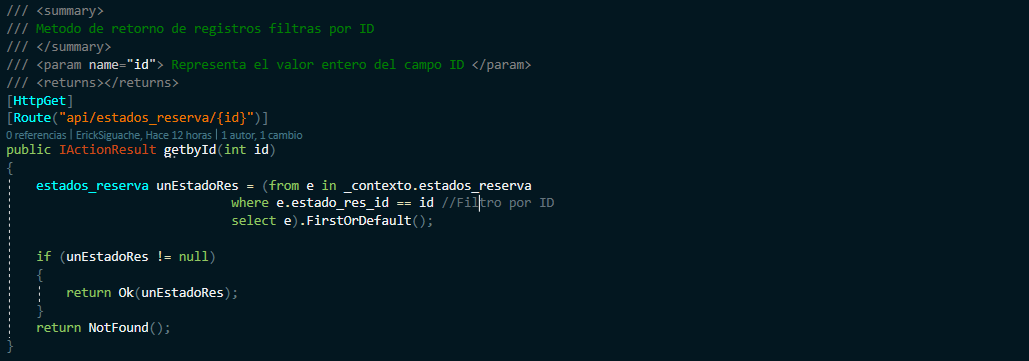 /// <summary>
/// Metodo de retorno de registros filtras por ID
/// </summary>
/// <param name="id"> Representa el valor entero del campo ID </param>
/// <returns></returns>
[HttpGet]
[Route("api/estados_reserva/{id}")]
0 referencias | ErickSiguache, Hace 12 horas | 1 autor, 1 cambio
public IActionResult getbyId(int id)
{
    estados_reserva unEstadoRes = (from e in _contexto.estados_reserva
                          where e.estado_res_id == id //Filtro por ID
                          select e).FirstOrDefault();
    if (unEstadoRes != null)
    {
        return Ok(unEstadoRes);
    }
    return NotFound();
}